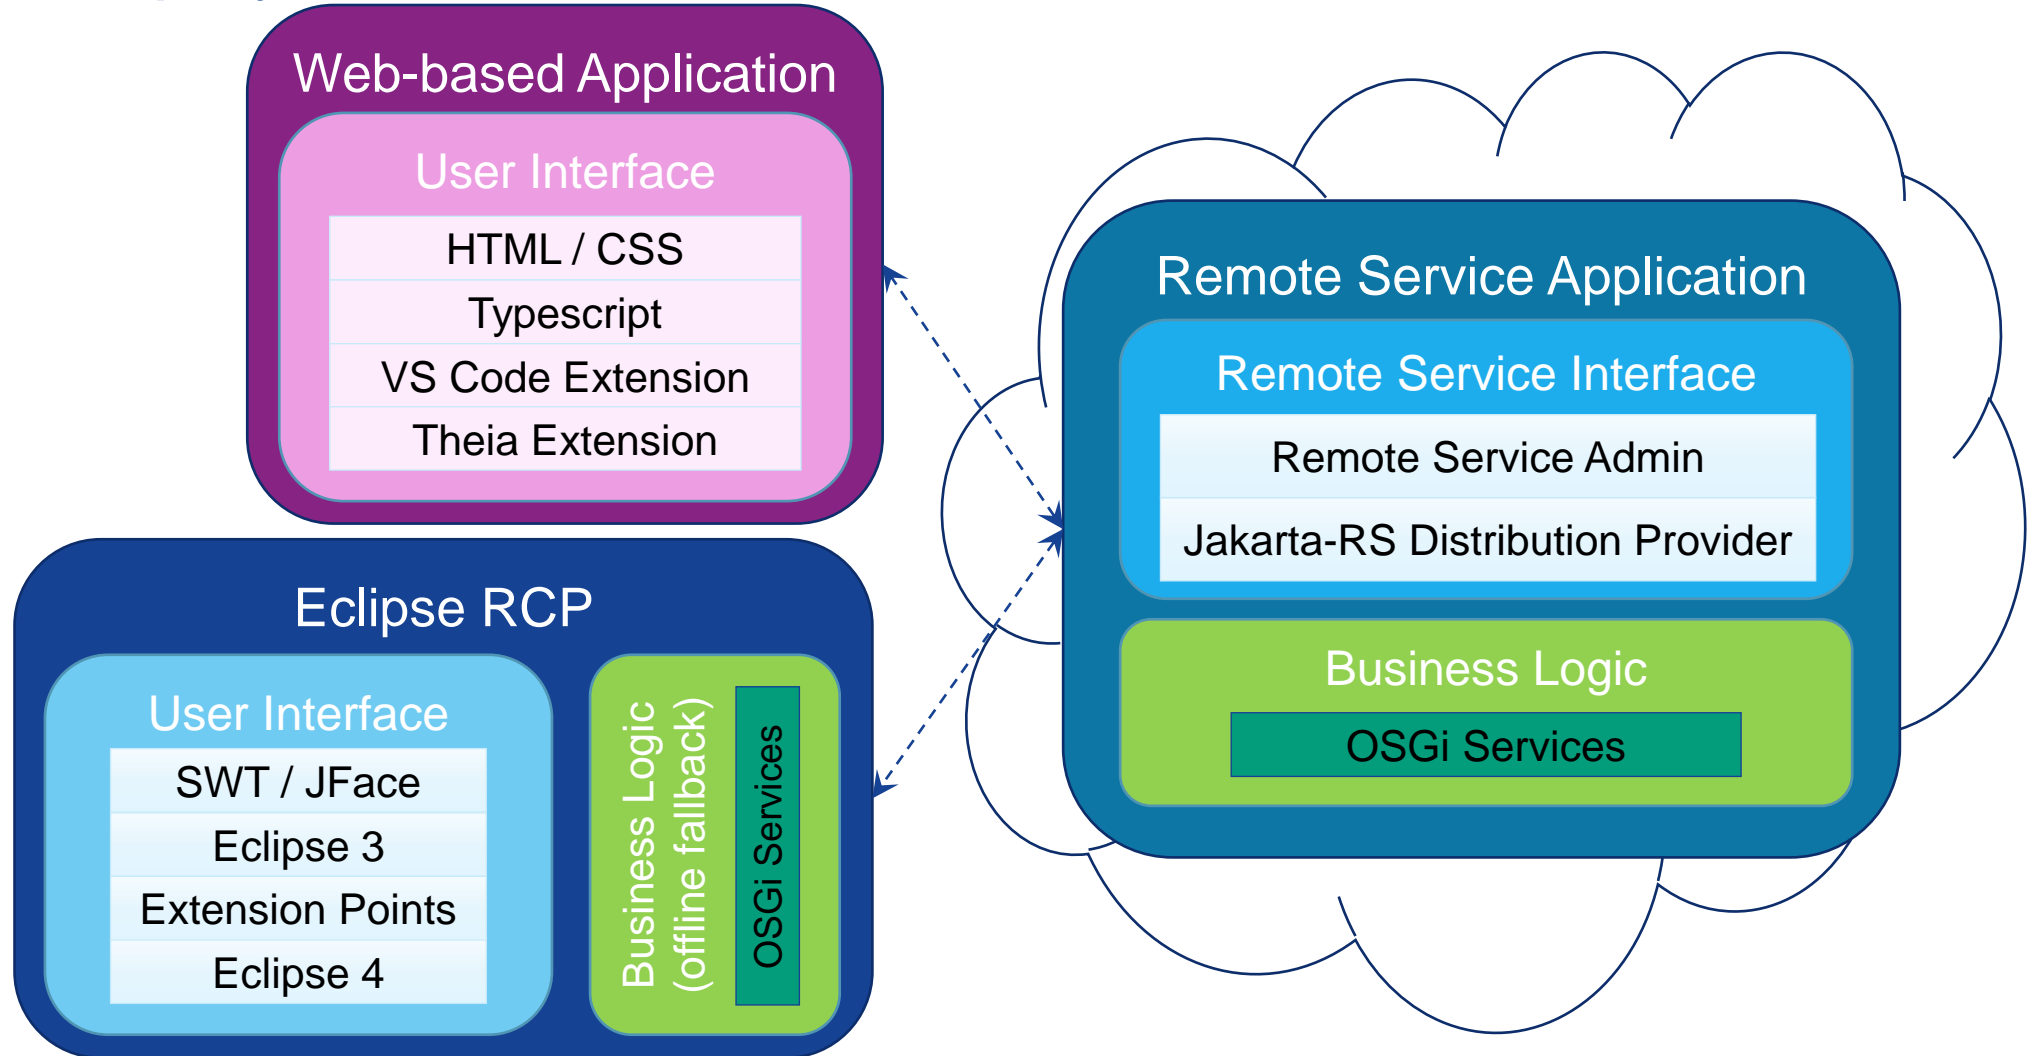 Web-based Application
User Interface
HTML / CSS
Typescript
VS Code Extension
Theia Extension
Eclipse RCP
User Interface
SWT / JFace
Eclipse 3
Extension Points
Eclipse 4
Business Logic
(offline fallback)
OSGi Services
Remote Service Application
Remote Service Interface
Remote Service Admin
Jakarta-RS Distribution Provider
Business Logic
OSGi Services